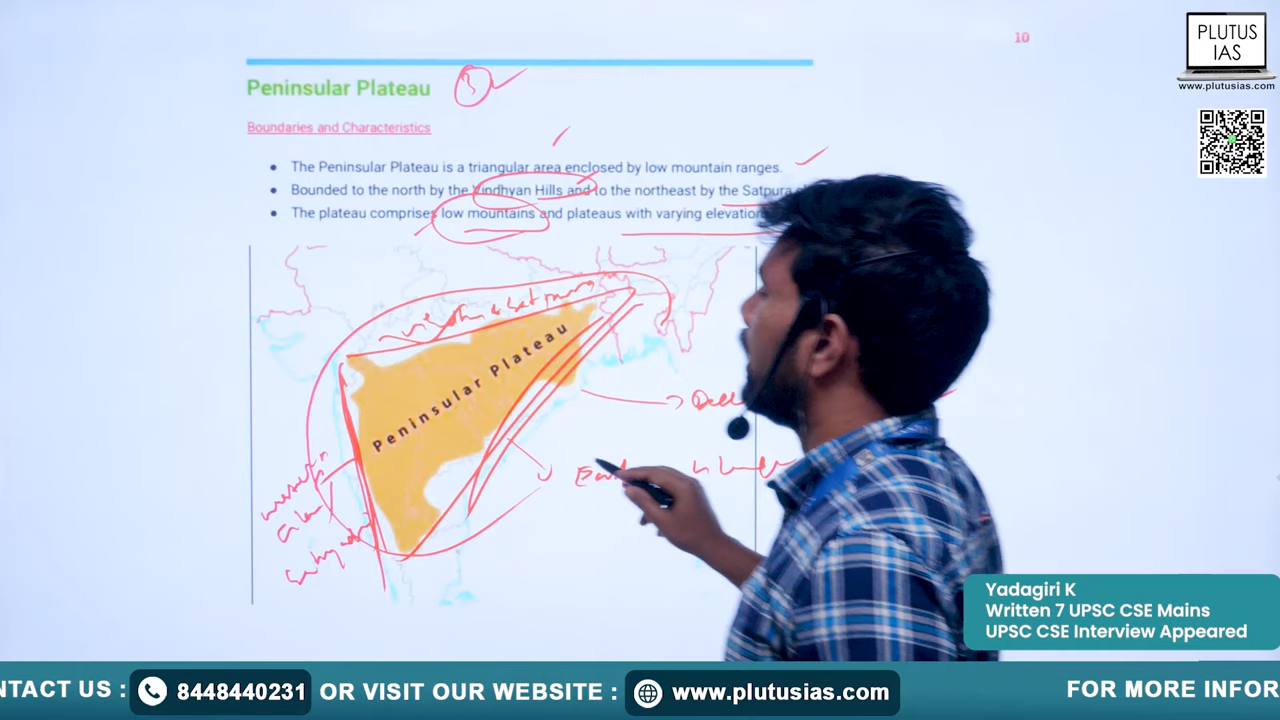 10
PLUTUS
IAS
www.plutusias.com
Peninsular Plateau
3
Boundaries and Characteristics
• The Peninsular Plateau is a triangular area enclosed by low mountain ranges.
• Bounded to the north by the Vindhyan Hills and to the northeast by the Satpura
• The plateau comprises low mountains and plateaus with varying elevation
Peninsular Plateau
Yadagiri K
Written 7 UPSC CSE Mains
UPSC CSE Interview Appeared
NTACT US : 8448440231 OR VISIT OUR WEBSITE : www.plutusias.com FOR MORE INFOR